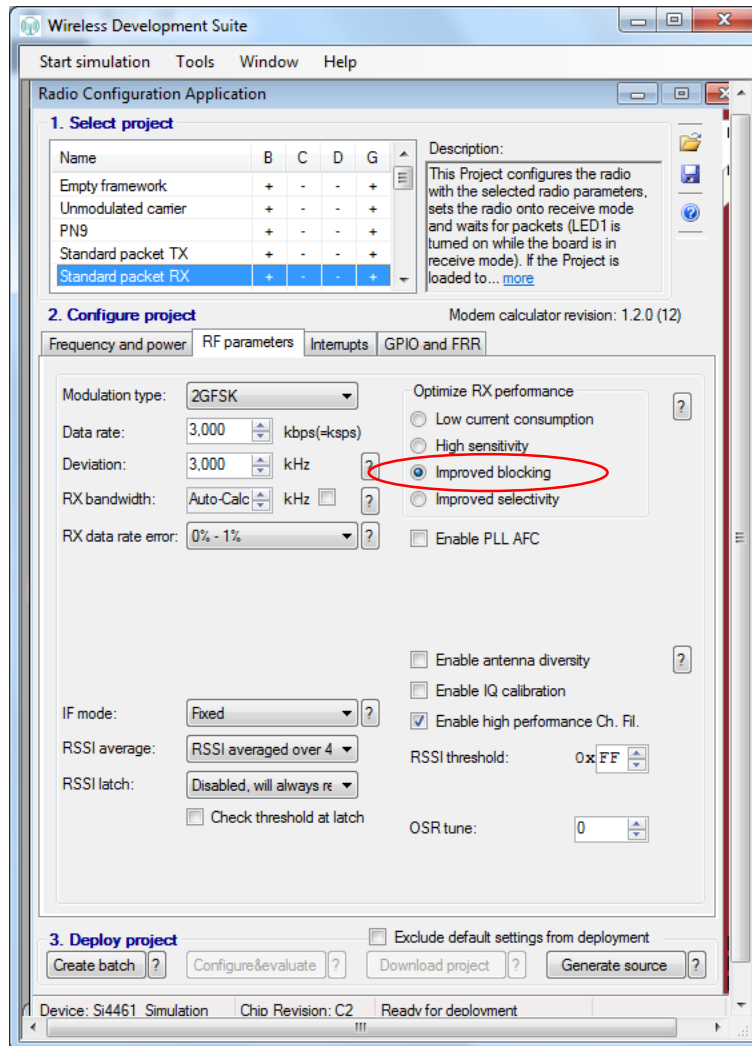 Wireless Development Suite
Start simulation Tools Window Help
Radio Configuration Application
1. Select project
Name B C D G
Empty framework + - - +
Unmodulated carrier + - - +
PN9 + - - +
Standard packet TX + - - +
Standard packet RX + - - +
Description:
This Project configures the radio
with the selected radio parameters,
sets the radio onto receive mode
and waits for packets (LED1 is
turned on while the board is in
receive mode). If the Project is
loaded to... more
2. Configure project
Modem calculator revision: 1.2.0 (12)
Frequency and power RF parameters Interrupts GPIO and FRR
Modulation type: 2GFSK
Data rate: 3,000 kbps(=ksps)
Deviation: 3,000 kHz ?
RX bandwidth: Auto-Calc kHz ?
RX data rate error: 0% - 1% ?
Optimize RX performance ?
Low current consumption
High sensitivity
Improved blocking
Improved selectivity
Enable PLL AFC
Enable antenna diversity ?
Enable IQ calibration
IF mode: Fixed ?
Enable high performance Ch. Fil.
RSSI average: RSSI averaged over 4
RSSI threshold: 0x FF
RSSI latch: Disabled, will always re
Check threshold at latch
OSR tune: 0
3. Deploy project
Exclude default settings from deployment
Create batch ? Configure&evaluate ? Download project ? Generate source ?
Device: Si4461 Simulation Chip Revision: C2 Ready for deployment